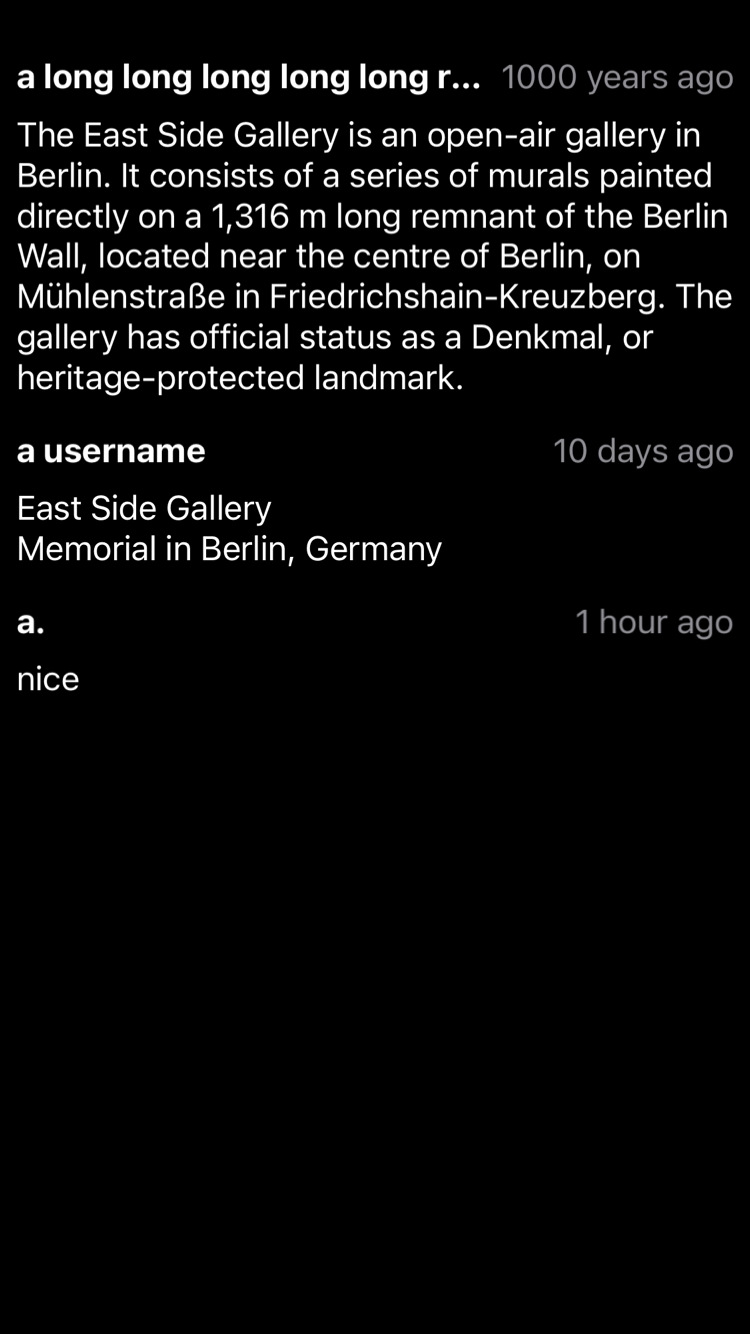 a long long long long long r... 1000 years ago
The East Side Gallery is an open-air gallery in
Berlin. It consists of a series of murals painted
directly on a 1,316 m long remnant of the Berlin
Wall, located near the centre of Berlin, on
Mühlenstraße in Friedrichshain-Kreuzberg. The
gallery has official status as a Denkmal, or
heritage-protected landmark.
a username 10 days ago
East Side Gallery
Memorial in Berlin, Germany
a. 1 hour ago
nice